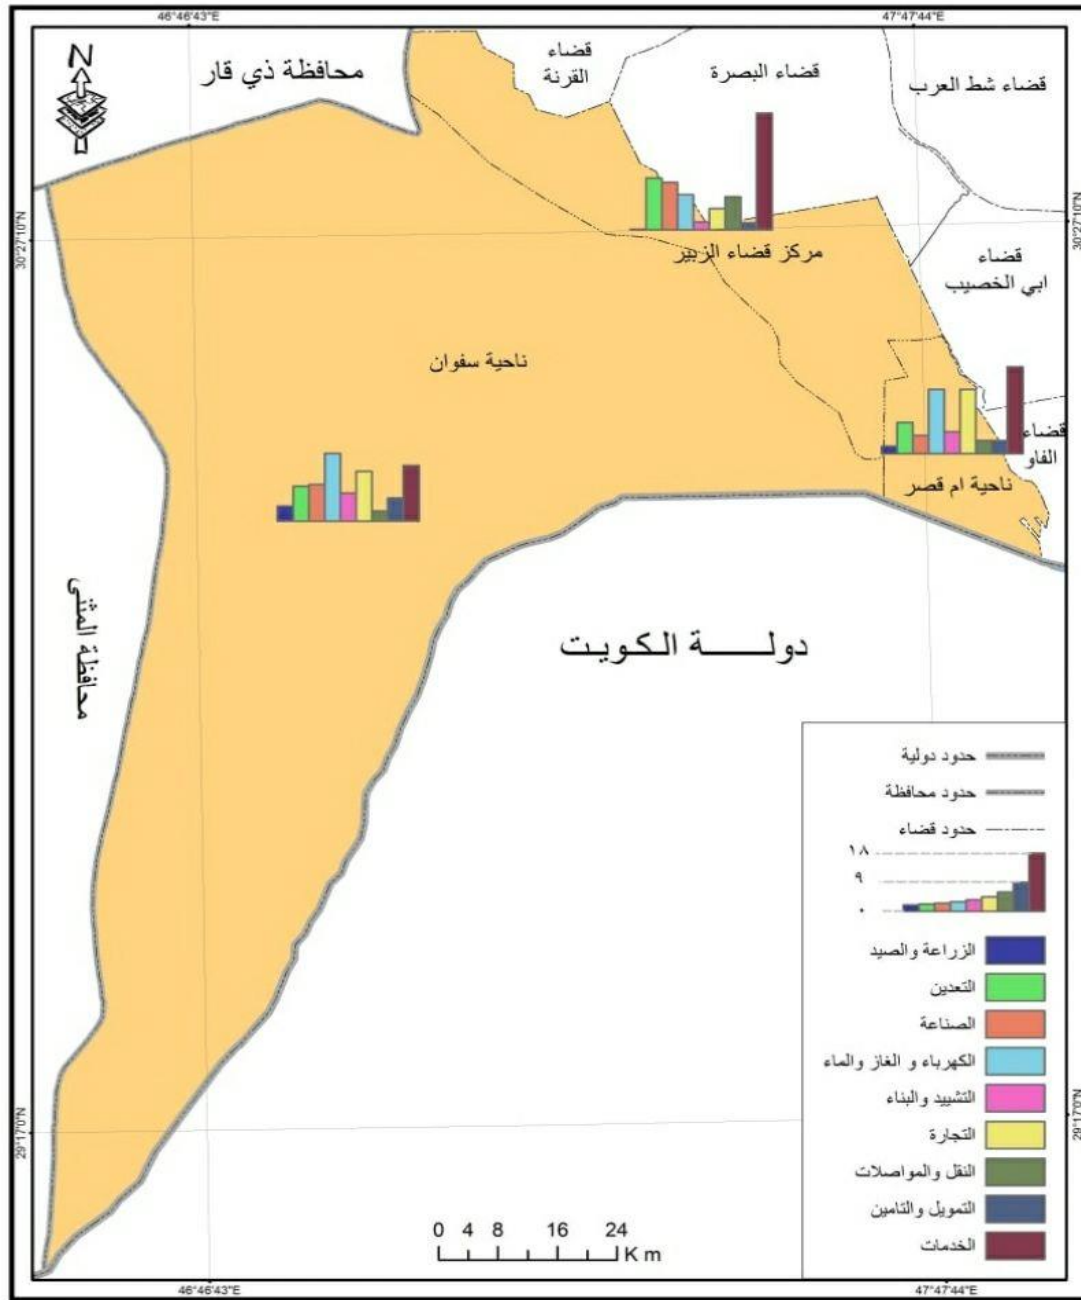 46°46'43"E
47°47'44"E
N
محافظة ذي قار
قضاء
القرنة
قضاء البصرة
قضاء شط العرب
30°27'10"N
30°27'10"N
مركز قضاء الزبير
قضاء
ابي الخصيب
ناحية سفوان
قضاء
الفاو
ناحية ام قصر
محافظة المثنى
دولـــــة الكويت
حدود دولية
حدود محافظة
حدود قضاء
١٨
٩
٠
الزراعة والصيد
التعدين
الصناعة
الكهرباء و الغاز والماء
التشييد والبناء
التجارة
النقل والمواصلات
التمويل والتامين
الخدمات
29°17'0"N
29°17'0"N
0 4 8 16 24
K m
46°46'43"E
47°47'44"E